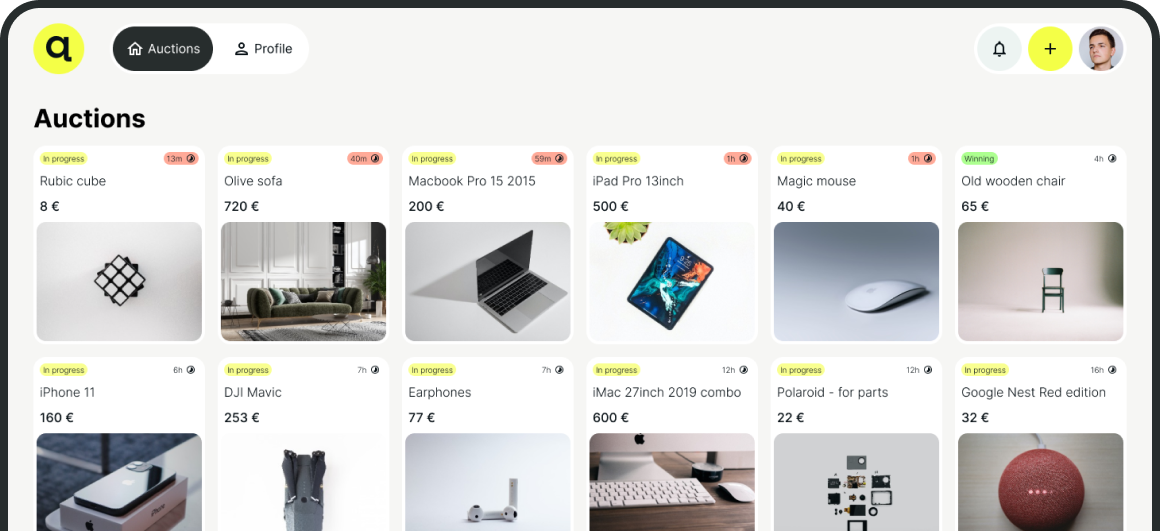 q
Auctions
Profile
+
Auctions
In progress 13m
Rubic cube
8 €
In progress 40m
Olive sofa
720 €
In progress 59m
Macbook Pro 15 2015
200 €
In progress 1h
iPad Pro 13inch
500 €
In progress 1h
Magic mouse
40 €
Winning 4h
Old wooden chair
65 €
In progress 6h
iPhone 11
160 €
In progress 7h
DJI Mavic
253 €
In progress 7h
Earphones
77 €
In progress 12h
iMac 27inch 2019 combo
600 €
In progress 12h
Polaroid - for parts
22 €
In progress 16h
Google Nest Red edition
32 €